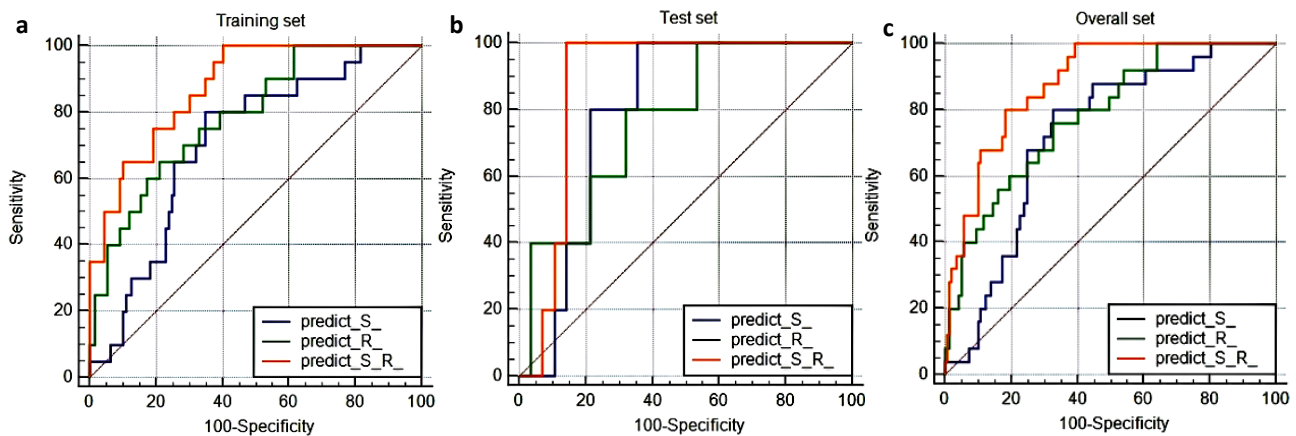 a
Training set
100
80
60
40
20
0
Sensitivity
predict_S_
predict_R_
predict_S_R_
0 20 40 60 80 100
100-Specificity
b
Test set
100
80
60
40
20
0
Sensitivity
predict_S_
predict_R_
predict_S_R_
0 20 40 60 80 100
100-Specificity
c
Overall set
100
80
60
40
20
0
Sensitivity
predict_S_
predict_R_
predict_S_R_
0 20 40 60 80 100
100-Specificity